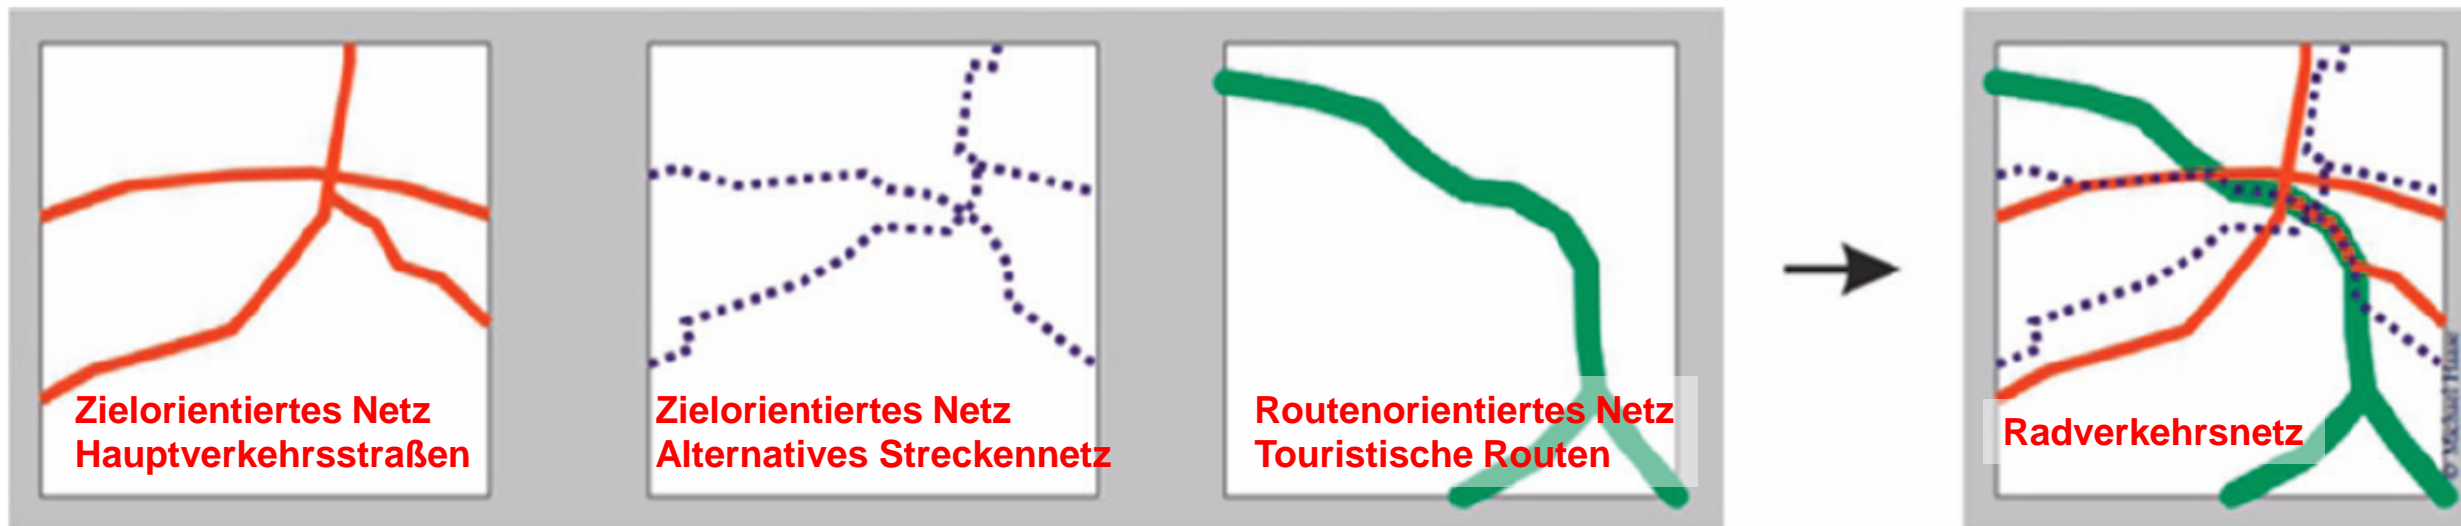 Zielorientiertes Netz
Hauptverkehrsstraßen
Zielorientiertes Netz
Alternatives Streckennetz
Routenorientiertes Netz
Touristische Routen
Radverkehrsnetz